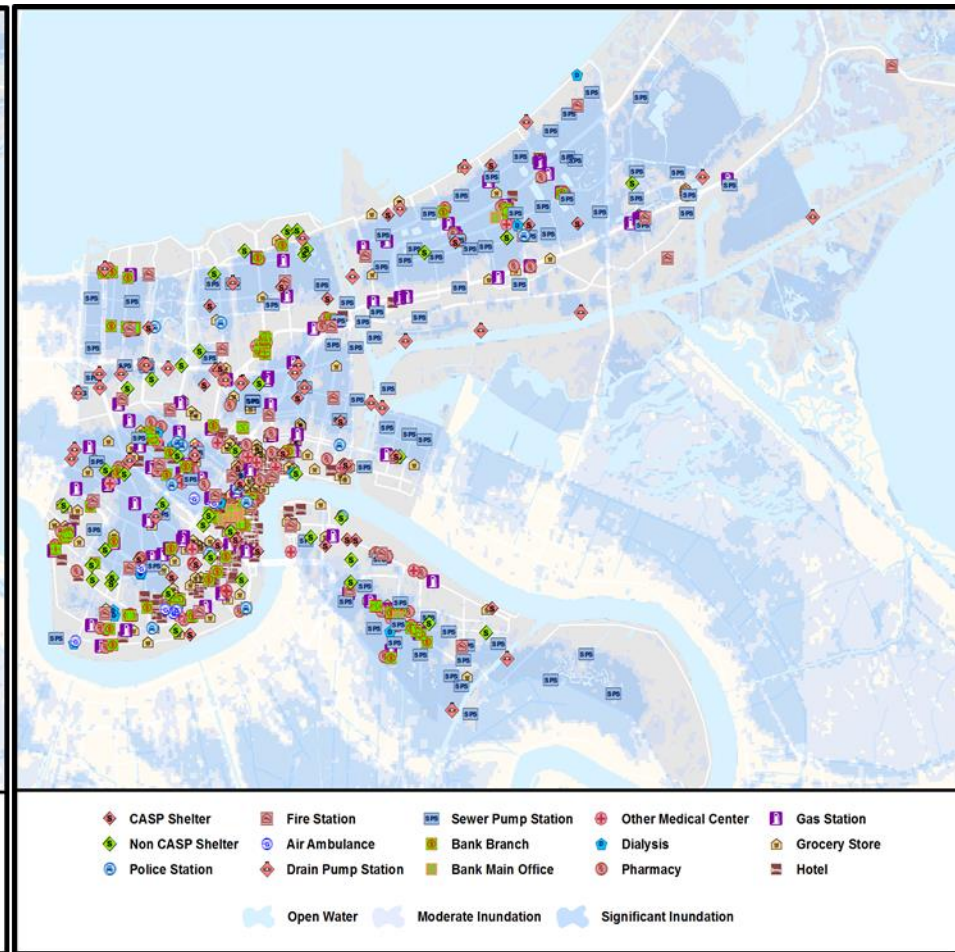 CASP Shelter Fire Station SPS Sewer Pump Station Other Medical Center Gas Station
Non CASP Shelter Air Ambulance Bank Branch Dialysis Grocery Store
Police Station Drain Pump Station Bank Main Office Pharmacy Hotel
Open Water Moderate Inundation Significant Inundation